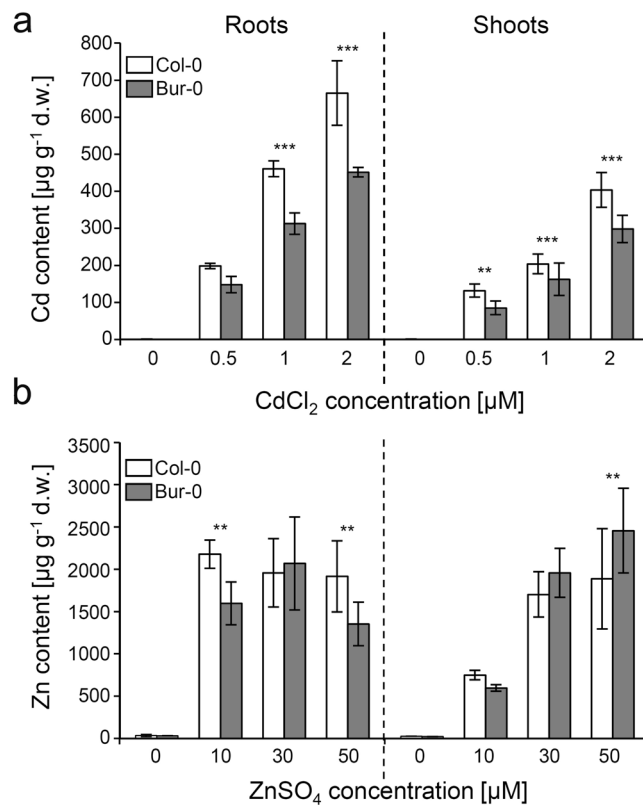 a
Roots Shoots
Col-0
Bur-0
Cd content [µg g⁻¹ d.w.]
800
700
600
500
400
300
200
100
0
***
***
**
***
***
0 0.5 1 2 0 0.5 1 2
CdCl₂ concentration [µM]
b
Col-0
Bur-0
Zn content [µg g⁻¹ d.w.]
3500
3000
2500
2000
1500
1000
500
0
**
**
**
0 10 30 50 0 10 30 50
ZnSO₄ concentration [µM]